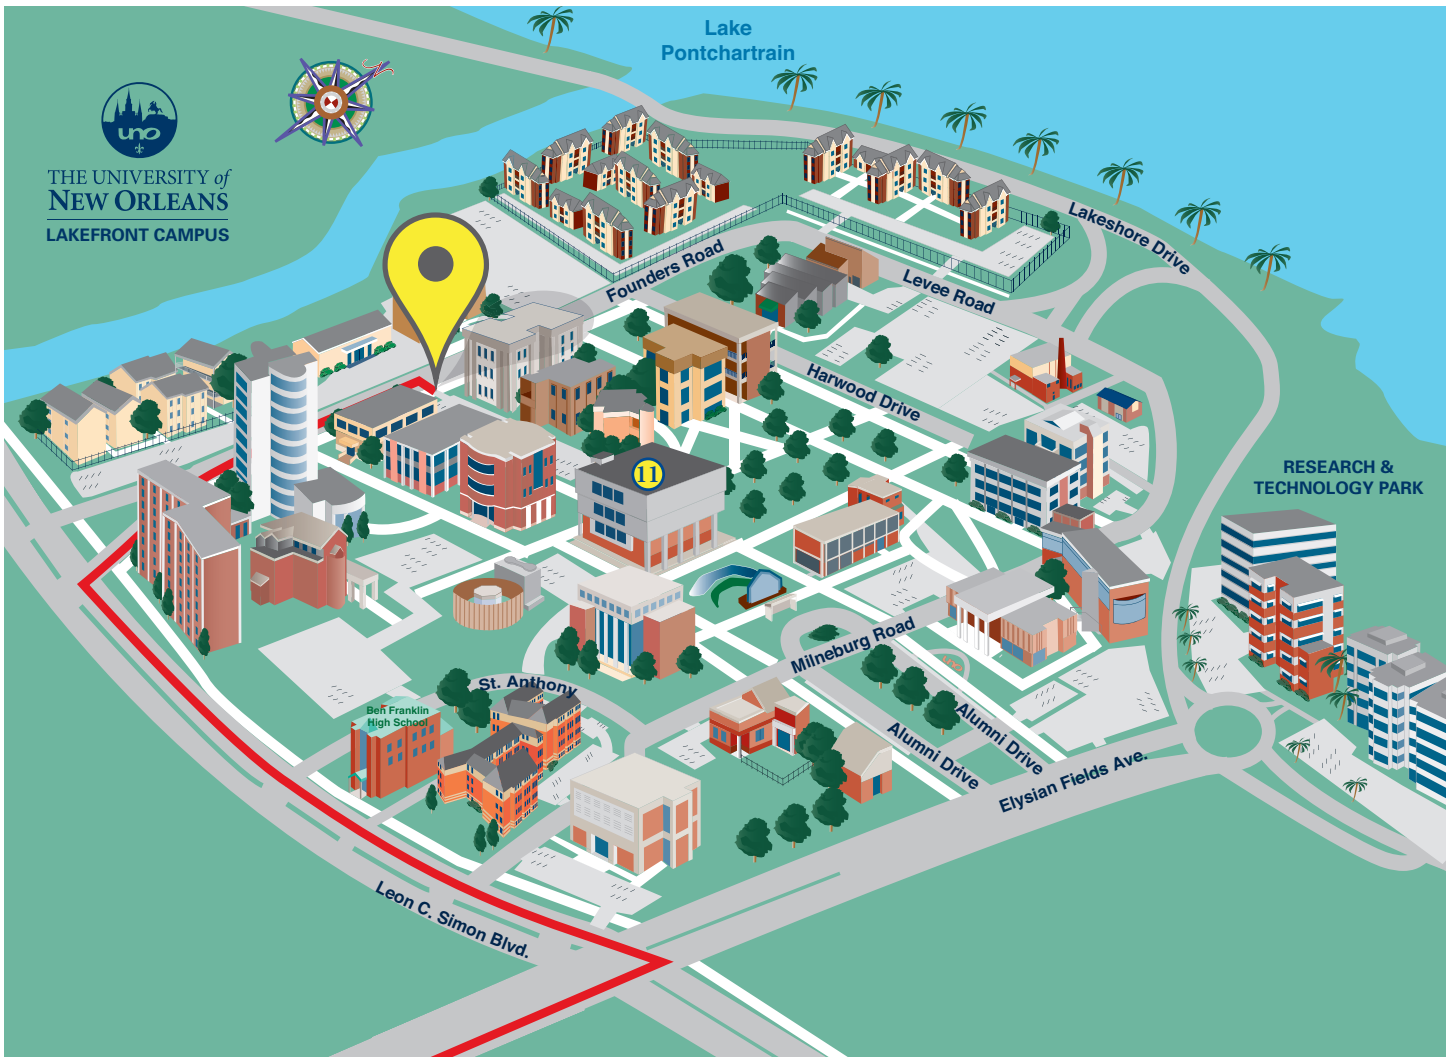 Lake
Pontchartrain
uno
THE UNIVERSITY of
NEW ORLEANS
LAKEFRONT CAMPUS
N
Lakeshore Drive
Founders Road
Levee Road
Harwood Drive
11
RESEARCH &
TECHNOLOGY PARK
Milneburg Road
UNO
St. Anthony
Ben Franklin
High School
Alumni Drive
Alumni Drive
Elysian Fields Ave.
Leon C. Simon Blvd.